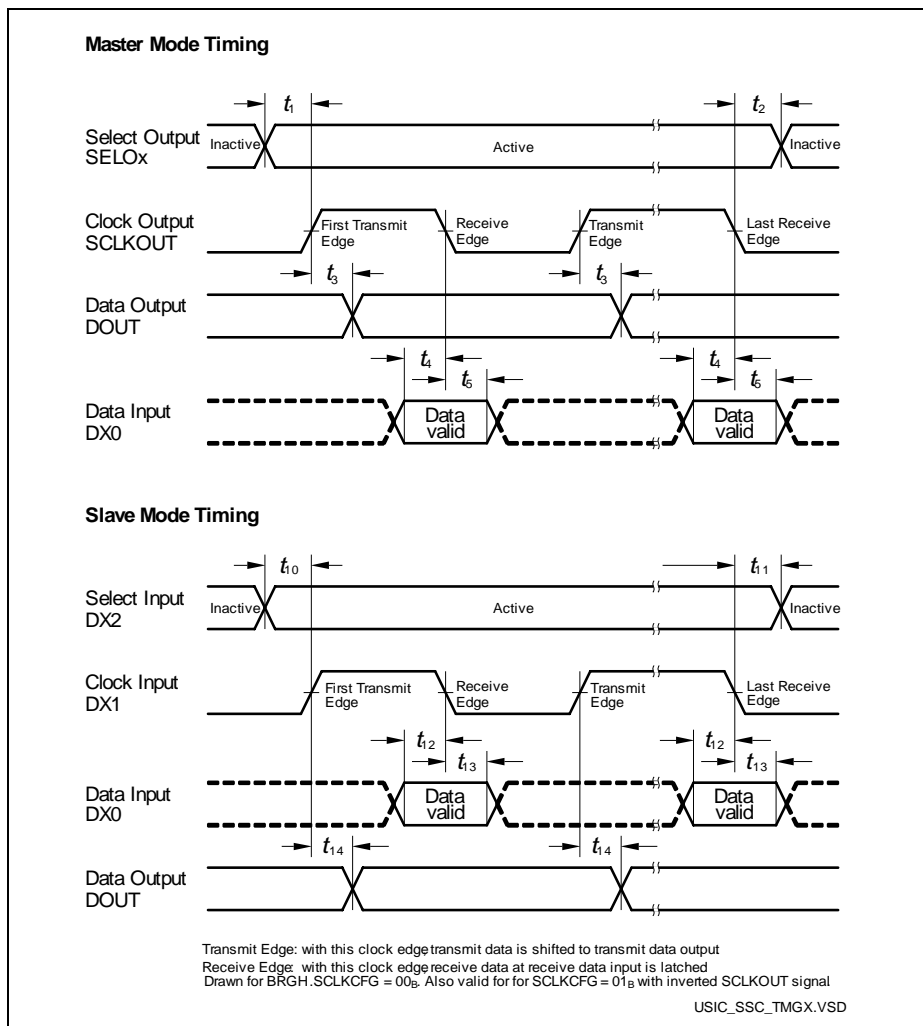 Master Mode Timing
t1
t2
Select Output
SELOx
Inactive
Active
Inactive
Clock Output
SCLKOUT
First Transmit
Edge
Receive
Edge
Transmit
Edge
Last Receive
Edge
t3
t3
Data Output
DOUT
t4
t5
t4
t5
Data Input
DX0
Data
valid
Data
valid
Slave Mode Timing
t10
t11
Select Input
DX2
Inactive
Active
Inactive
Clock Input
DX1
First Transmit
Edge
Receive
Edge
Transmit
Edge
Last Receive
Edge
t12
t13
t12
t13
Data Input
DX0
Data
valid
Data
valid
t14
t14
Data Output
DOUT
Transmit Edge: with this clock edge, transmit data is shifted to transmit data output
Receive Edge: with this clock edge, receive data at receive data input is latched
Drawn for BRGH.SCLKCFG = 00B. Also valid for for SCLKCFG = 01B with inverted SCLKOUT signal.
USIC_SSC_TMGX.VSD